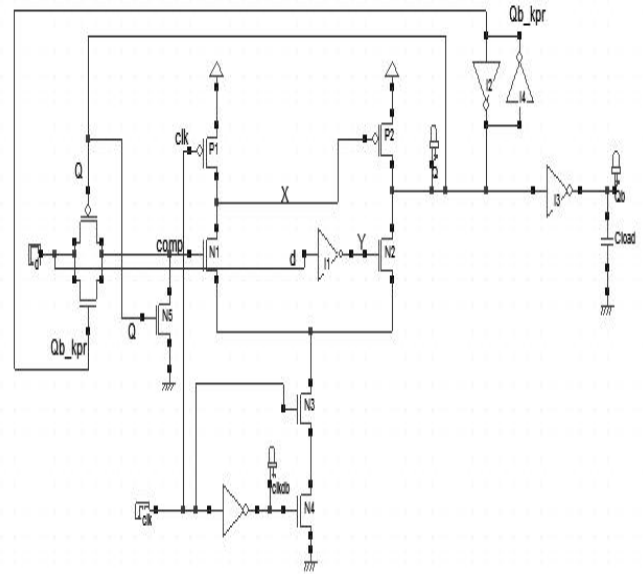 Qb_kpr
I2
I4
clk
P1
P2
Q
Q
X
I3
Qb
Cload
d
comp
N1
d
I1
Y
N2
Q
N5
Qb_kpr
N3
clkdb
clk
N4